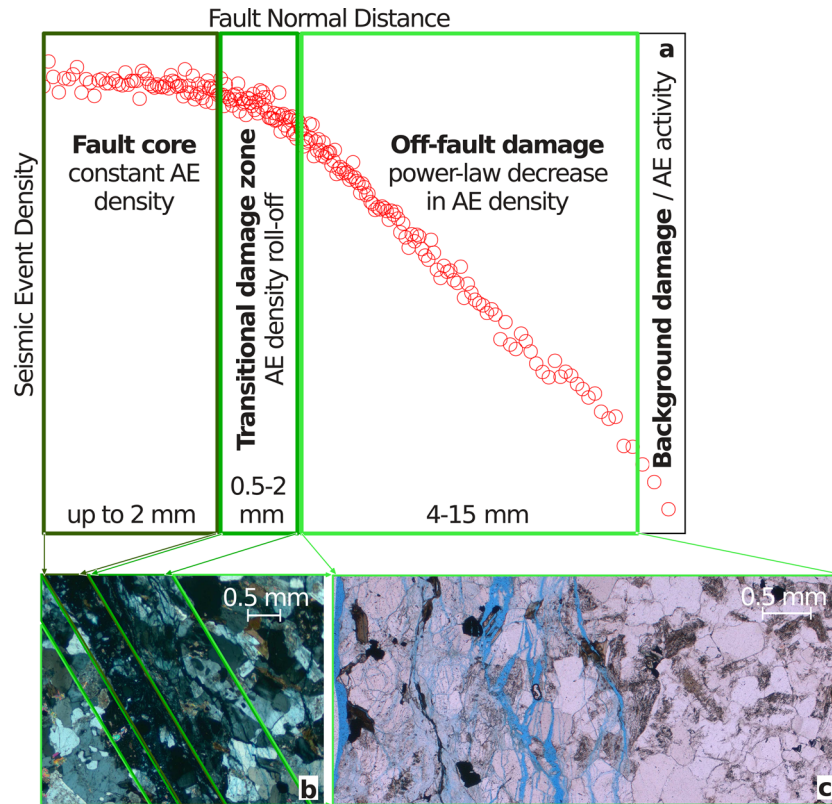 Fault Normal Distance
a
Seismic Event Density
Fault core
constant AE
density
Transitional damage zone
AE density roll-off
Off-fault damage
power-law decrease
in AE density
Background damage / AE activity
up to 2 mm
0.5-2
mm
4-15 mm
0.5 mm
b
0.5 mm
c